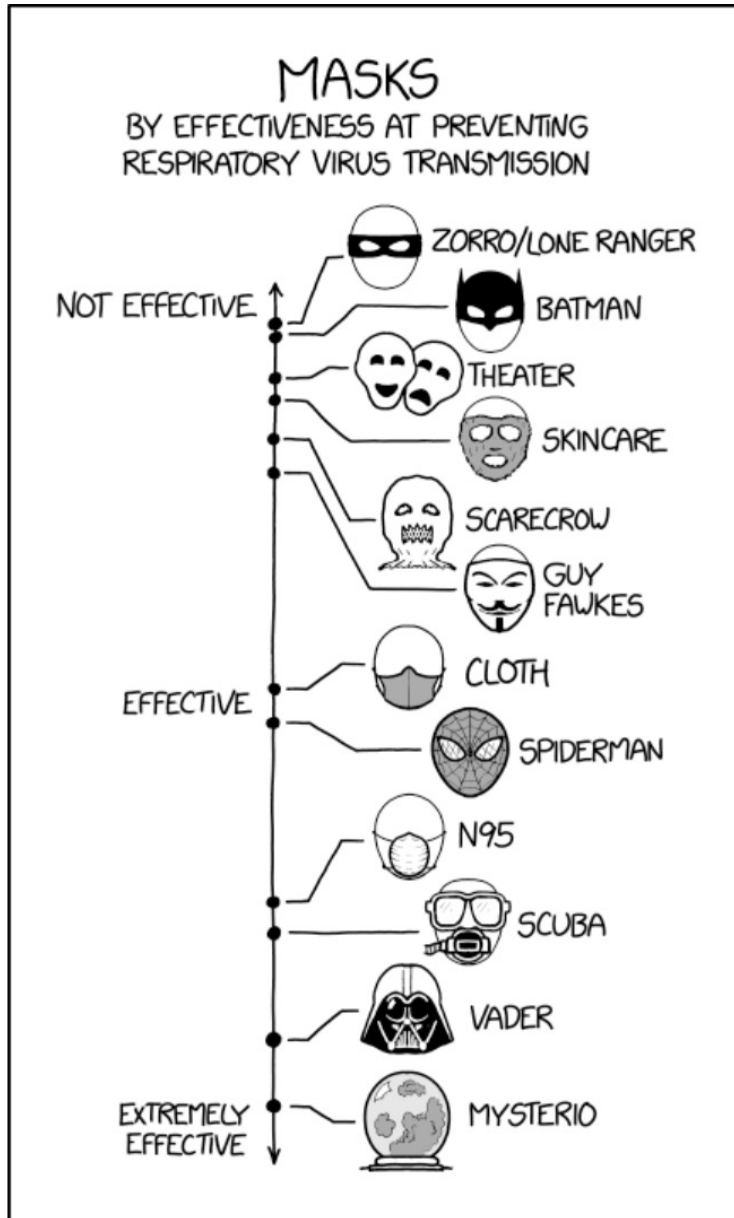 MASKS
BY EFFECTIVENESS AT PREVENTING
RESPIRATORY VIRUS TRANSMISSION
ZORRO/LONE RANGER
NOT EFFECTIVE
BATMAN
THEATER
SKINCARE
SCARECROW
GUY
FAWKES
CLOTH
EFFECTIVE
SPIDERMAN
N95
SCUBA
VADER
EXTREMELY
EFFECTIVE
MYSTERIO